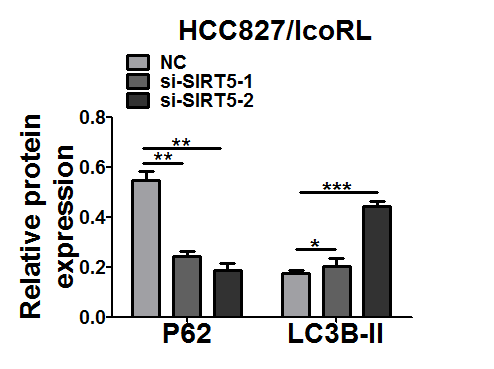 HCC827/IcoRL
NC
si-SIRT5-1
si-SIRT5-2
Relative protein
expression
0.8
0.6
0.4
0.2
0.0
**
**
***
*
P62 LC3B-II